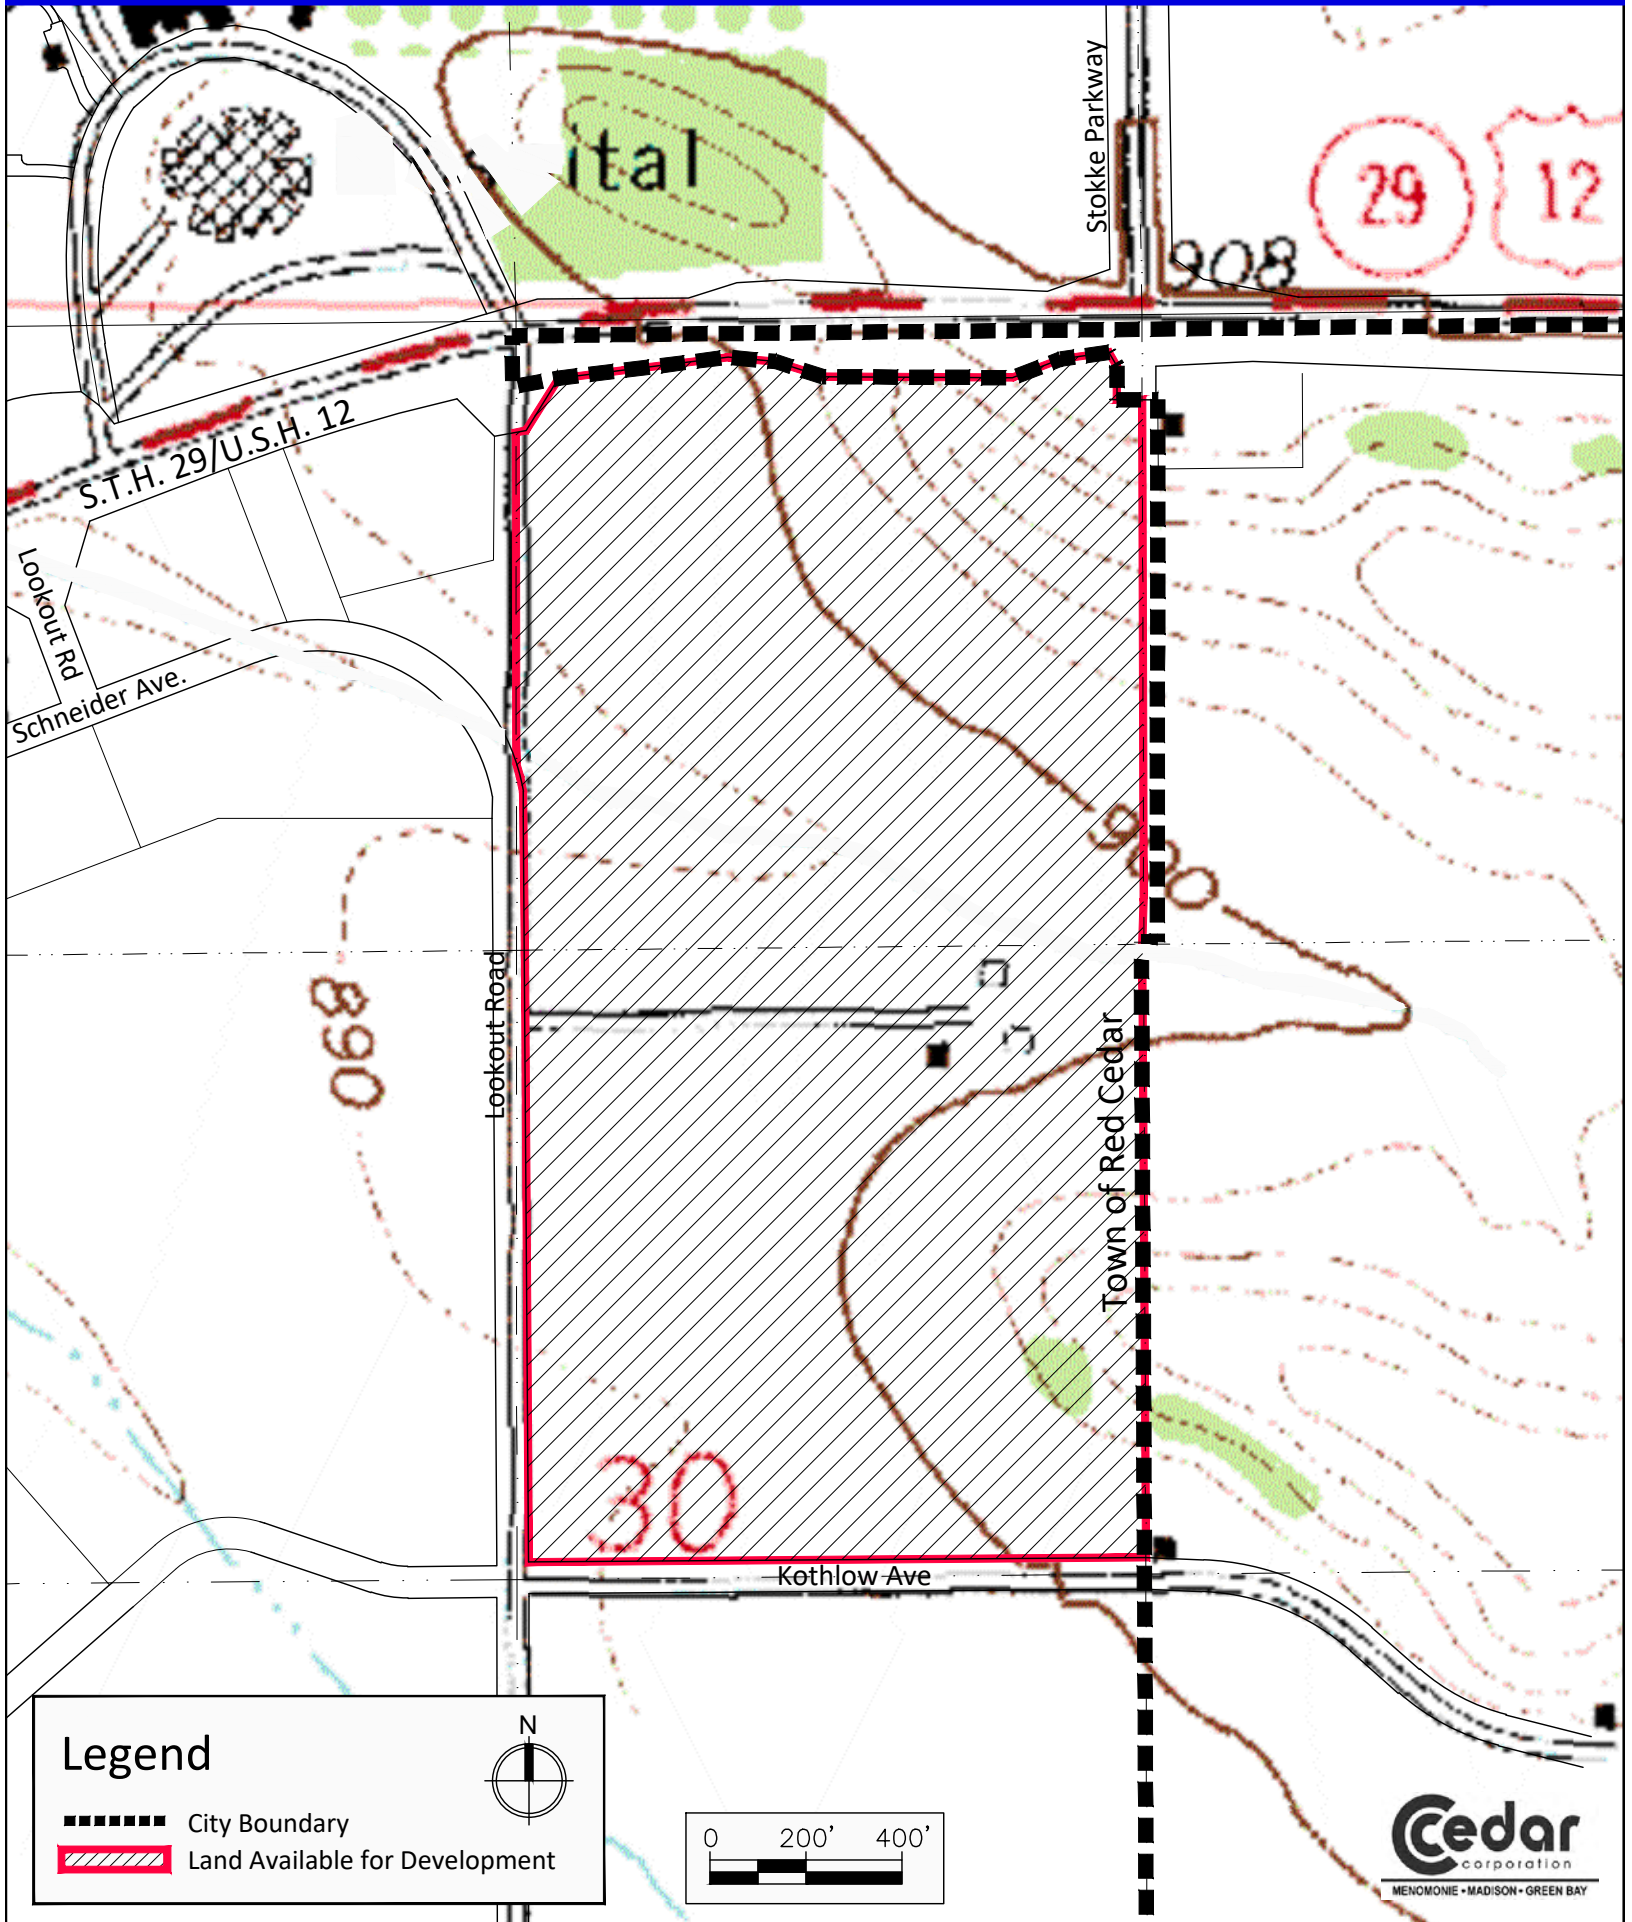 ital
Stokke Parkway
29
12
908
S.T.H. 29/U.S.H. 12
Lookout Rd
Schneider Ave.
900
Lookout Road
890
Town of Red Cedar
30
Kothlow Ave
Legend
N
City Boundary
Land Available for Development
0 200' 400'
Cedar
corporation
MENOMONIE • MADISON • GREEN BAY